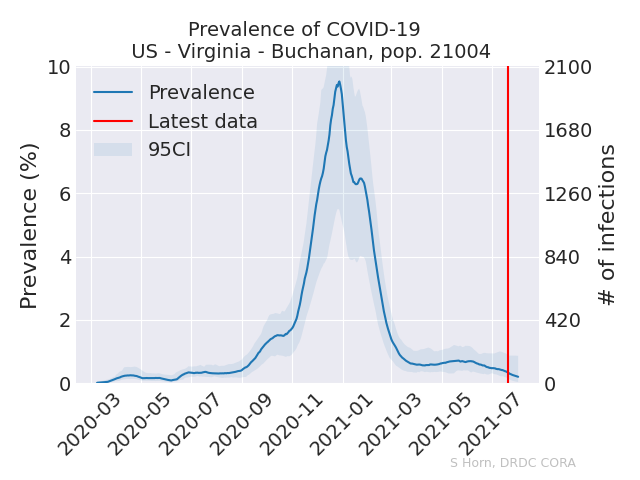 Prevalence of COVID-19
US - Virginia - Buchanan, pop. 21004
Prevalence (%)
10
8
6
4
2
0
Prevalence
Latest data
95CI
2100
1680
1260
840
420
0
# of infections
2020-03
2020-05
2020-07
2020-09
2020-11
2021-01
2021-03
2021-05
2021-07
S Horn, DRDC CORA